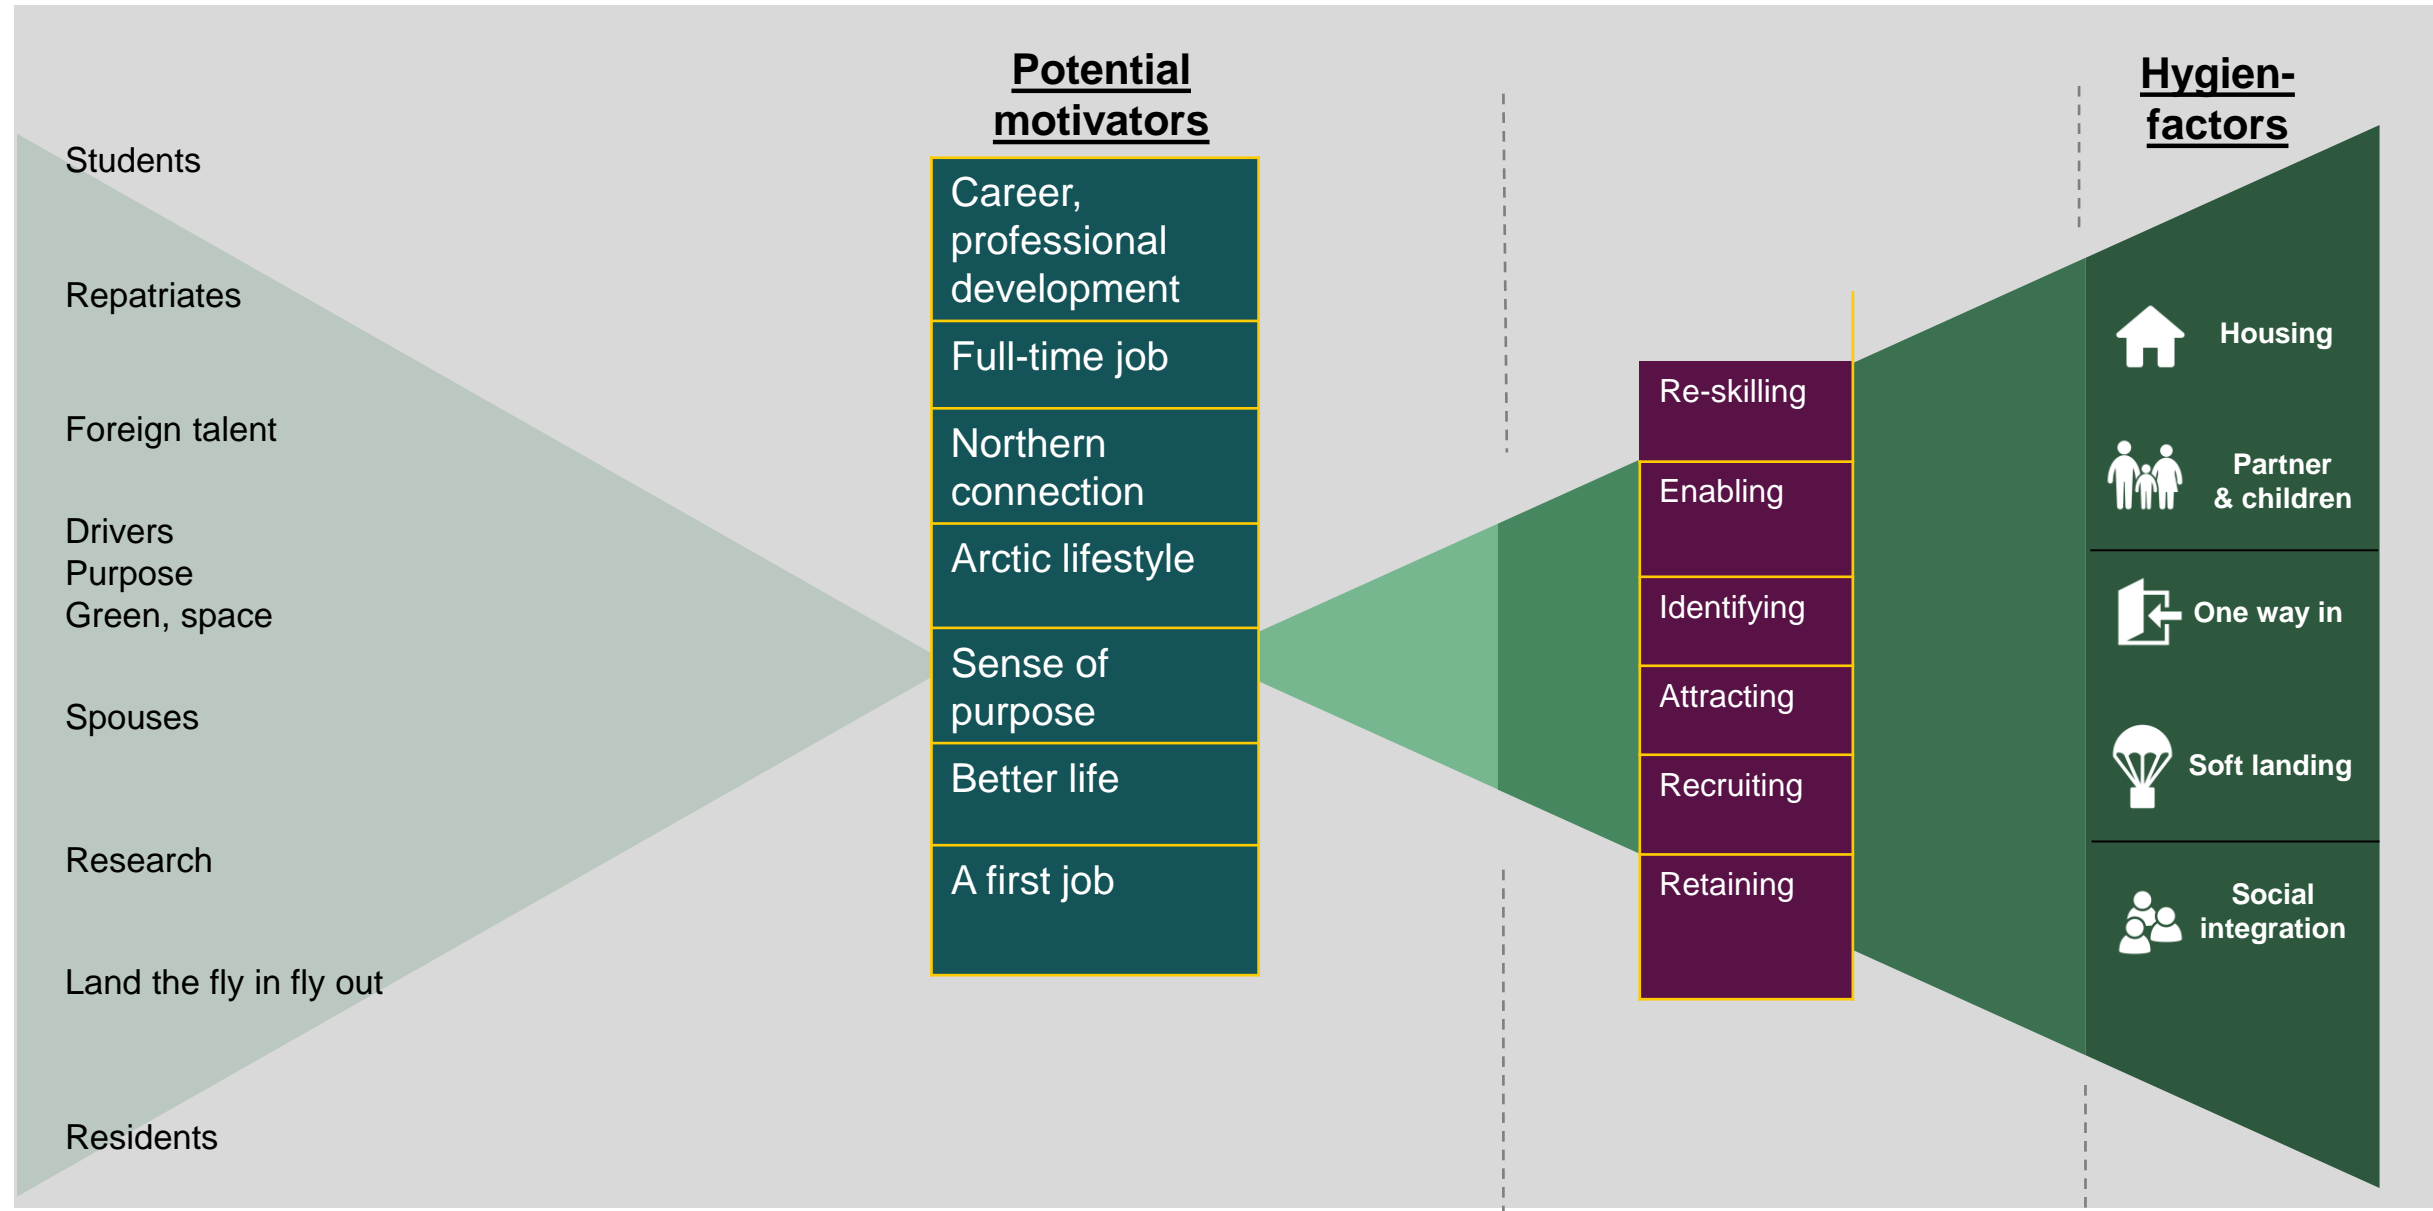 Students
Repatriates
Foreign talent
Drivers
Purpose
Green, space
Spouses
Research
Land the fly in fly out
Residents
Potential
motivators
Career,
professional
development
Full-time job
Northern
connection
Arctic lifestyle
Sense of
purpose
Better life
A first job
Re-skilling
Enabling
Identifying
Attracting
Recruiting
Retaining
Hygien-
factors
Housing
Partner
& children
One way in
Soft landing
Social
integration